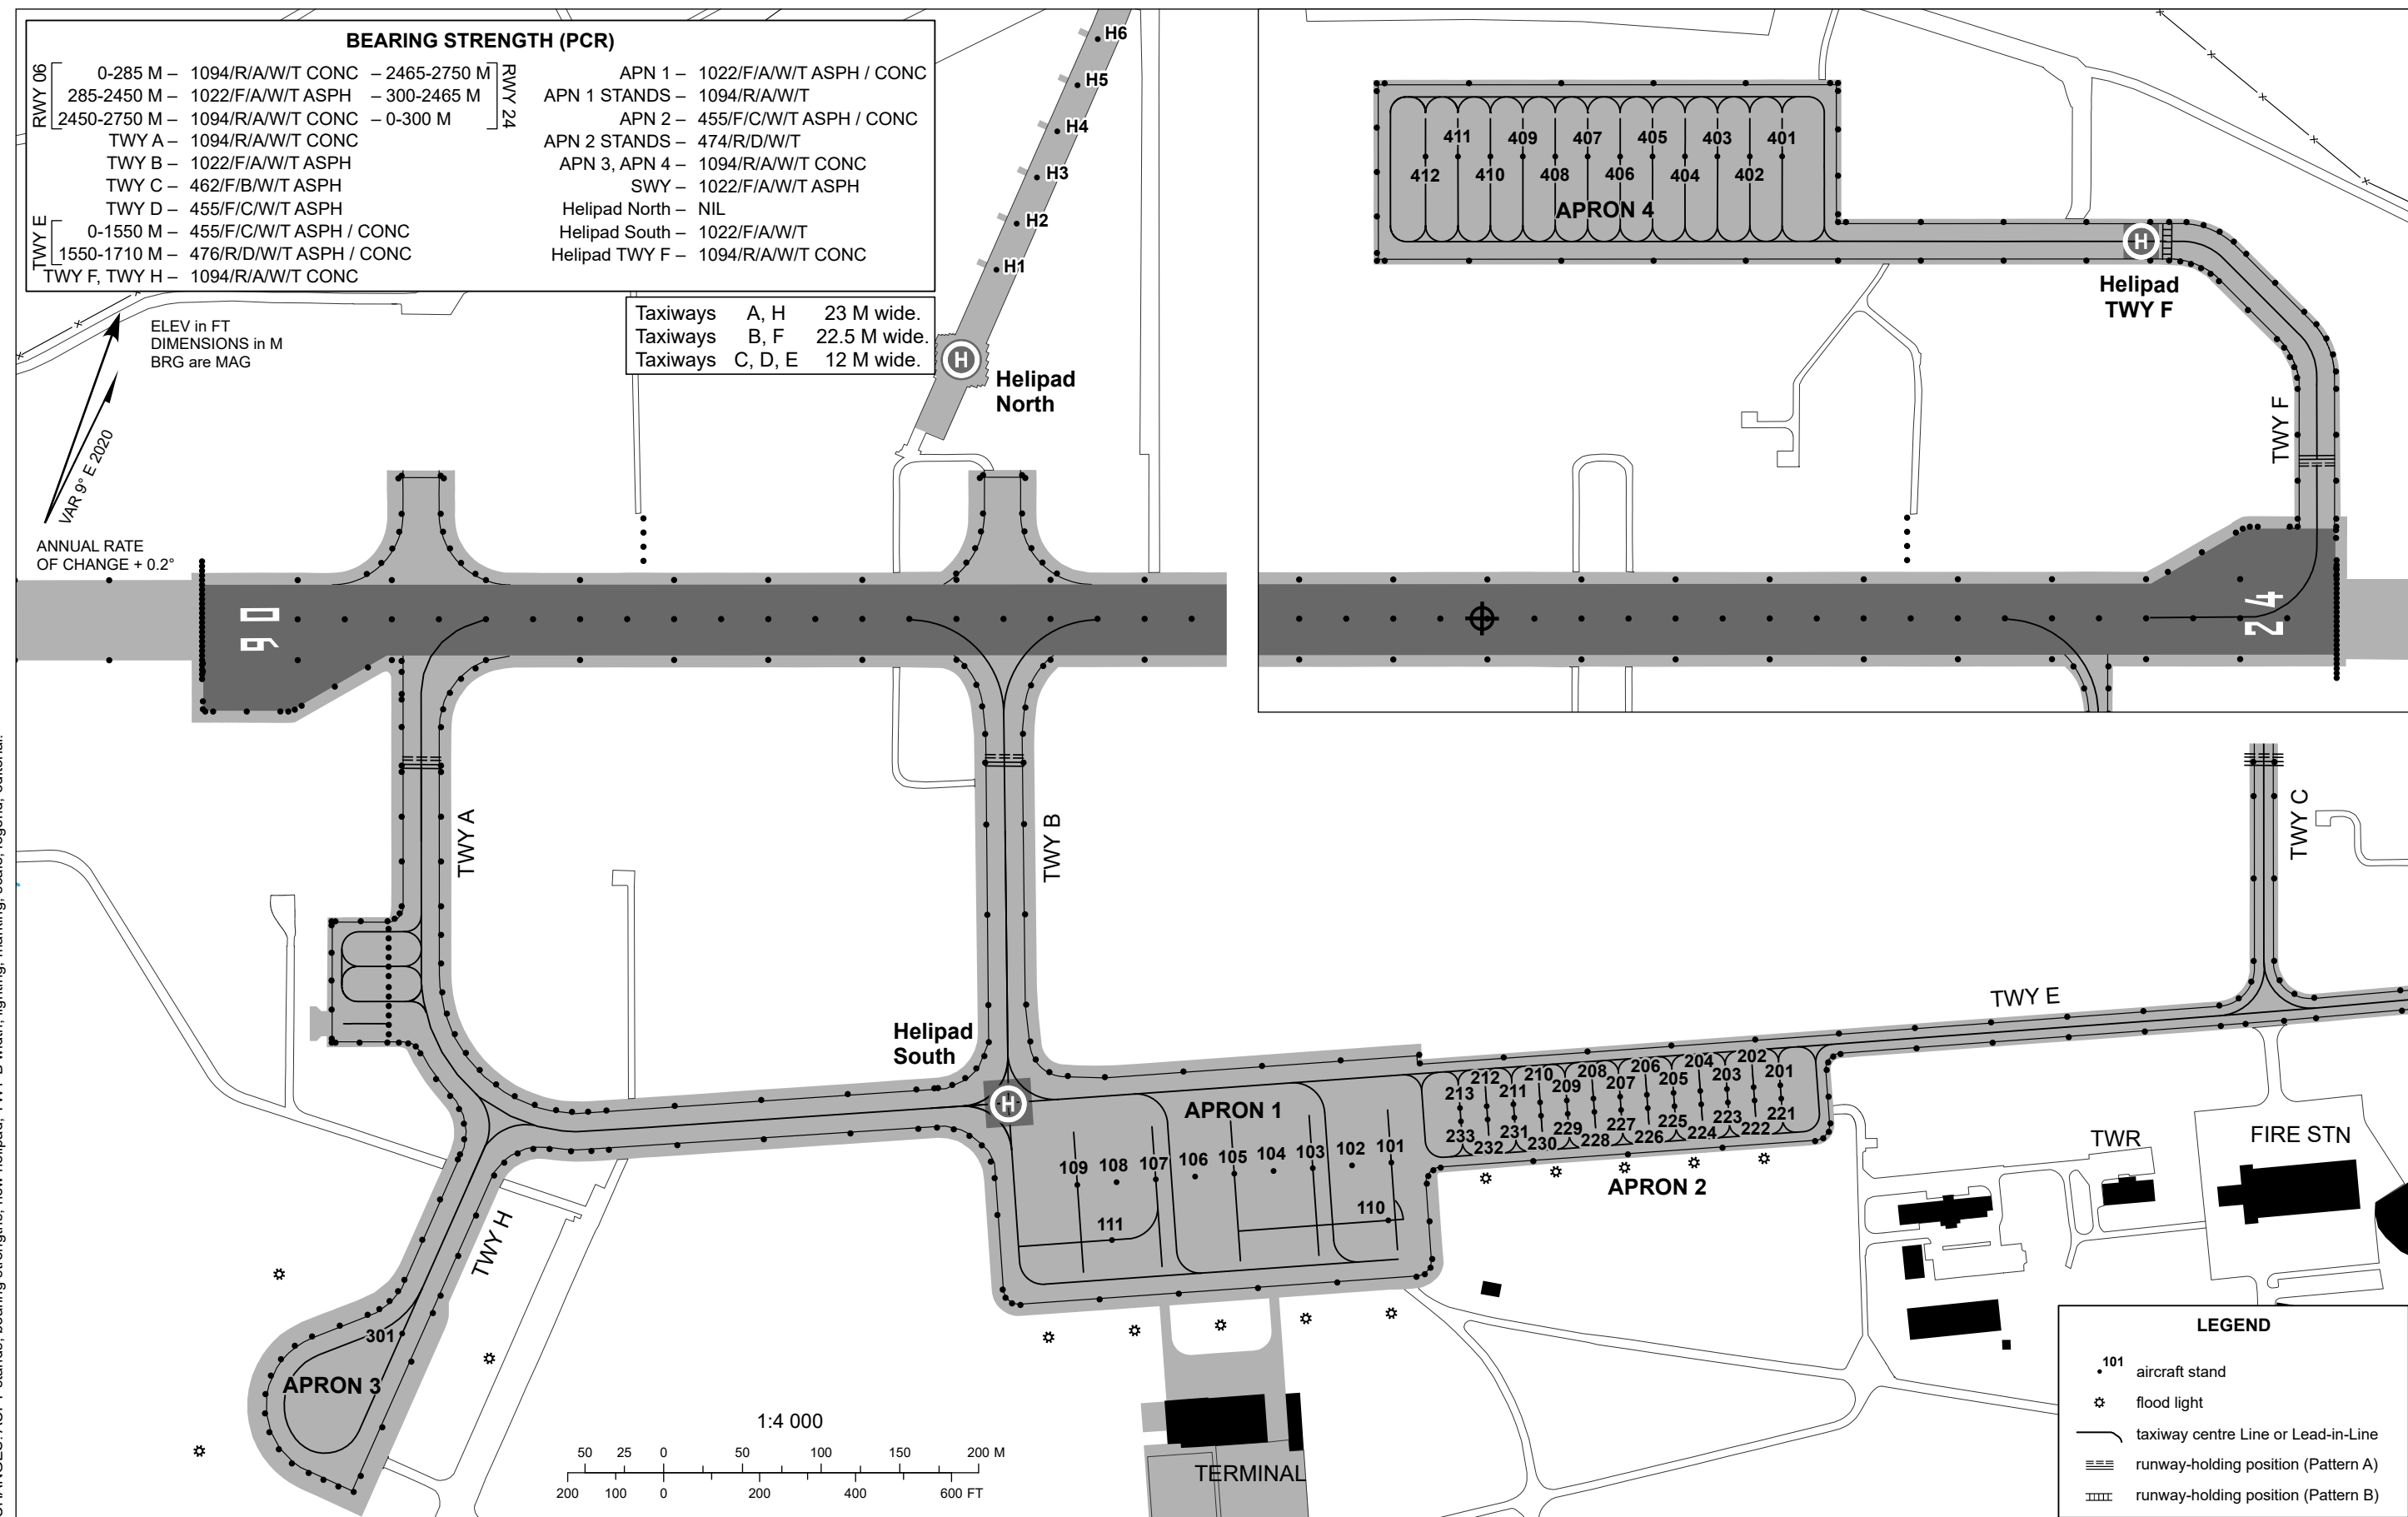 BEARING STRENGTH (PCR)
RWY 06
0-285 M – 1094/R/A/W/T CONC – 2465-2750 M
285-2450 M – 1022/F/A/W/T ASPH – 300-2465 M
2450-2750 M – 1094/R/A/W/T CONC – 0-300 M
RWY 24
TWY A – 1094/R/A/W/T CONC
TWY B – 1022/F/A/W/T ASPH
TWY C – 462/F/B/W/T ASPH
TWY D – 455/F/C/W/T ASPH
TWY E
0-1550 M – 455/F/C/W/T ASPH / CONC
1550-1710 M – 476/R/D/W/T ASPH / CONC
TWY F, TWY H – 1094/R/A/W/T CONC
APN 1 – 1022/F/A/W/T ASPH / CONC
APN 1 STANDS – 1094/R/A/W/T
APN 2 – 455/F/C/W/T ASPH / CONC
APN 2 STANDS – 474/R/D/W/T
APN 3, APN 4 – 1094/R/A/W/T CONC
SWY – 1022/F/A/W/T ASPH
Helipad North – NIL
Helipad South – 1022/F/A/W/T
Helipad TWY F – 1094/R/A/W/T CONC
Taxiways A, H 23 M wide.
Taxiways B, F 22.5 M wide.
Taxiways C, D, E 12 M wide.
ELEV in FT
DIMENSIONS in M
BRG are MAG
VAR 9° E 2020
ANNUAL RATE
OF CHANGE + 0.2°
H6
H5
H4
H3
H2
H1
H
Helipad
North
411 409 407 405 403 401
412 410 408 406 404 402
APRON 4
H
Helipad
TWY F
TWY F
06
24
TWY A
TWY B
TWY C
TWY E
Helipad
South
H
APRON 1
109 108 107 106 105 104 103 102 101
111
110
213 212 211 210 209 208 207 206 205 204 203 202 201
233 232 231 230 229 228 227 226 225 224 223 222 221
APRON 2
TWR
FIRE STN
TWY H
301
APRON 3
1:4 000
50 25 0 50 100 150 200 M
200 100 0 200 400 600 FT
TERMINAL
LEGEND
101 aircraft stand
flood light
taxiway centre Line or Lead-in-Line
runway-holding position (Pattern A)
runway-holding position (Pattern B)